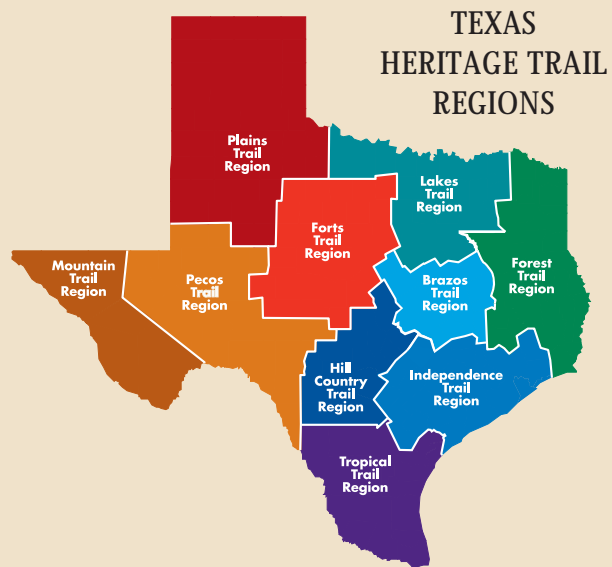 TEXAS
HERITAGE TRAIL
REGIONS
Plains
Trail
Region
Lakes
Trail
Region
Forts
Trail
Region
Mountain
Trail
Region
Pecos
Trail
Region
Brazos
Trail
Region
Forest
Trail
Region
Hill
Country
Trail
Region
Independence
Trail
Region
Tropical
Trail
Region